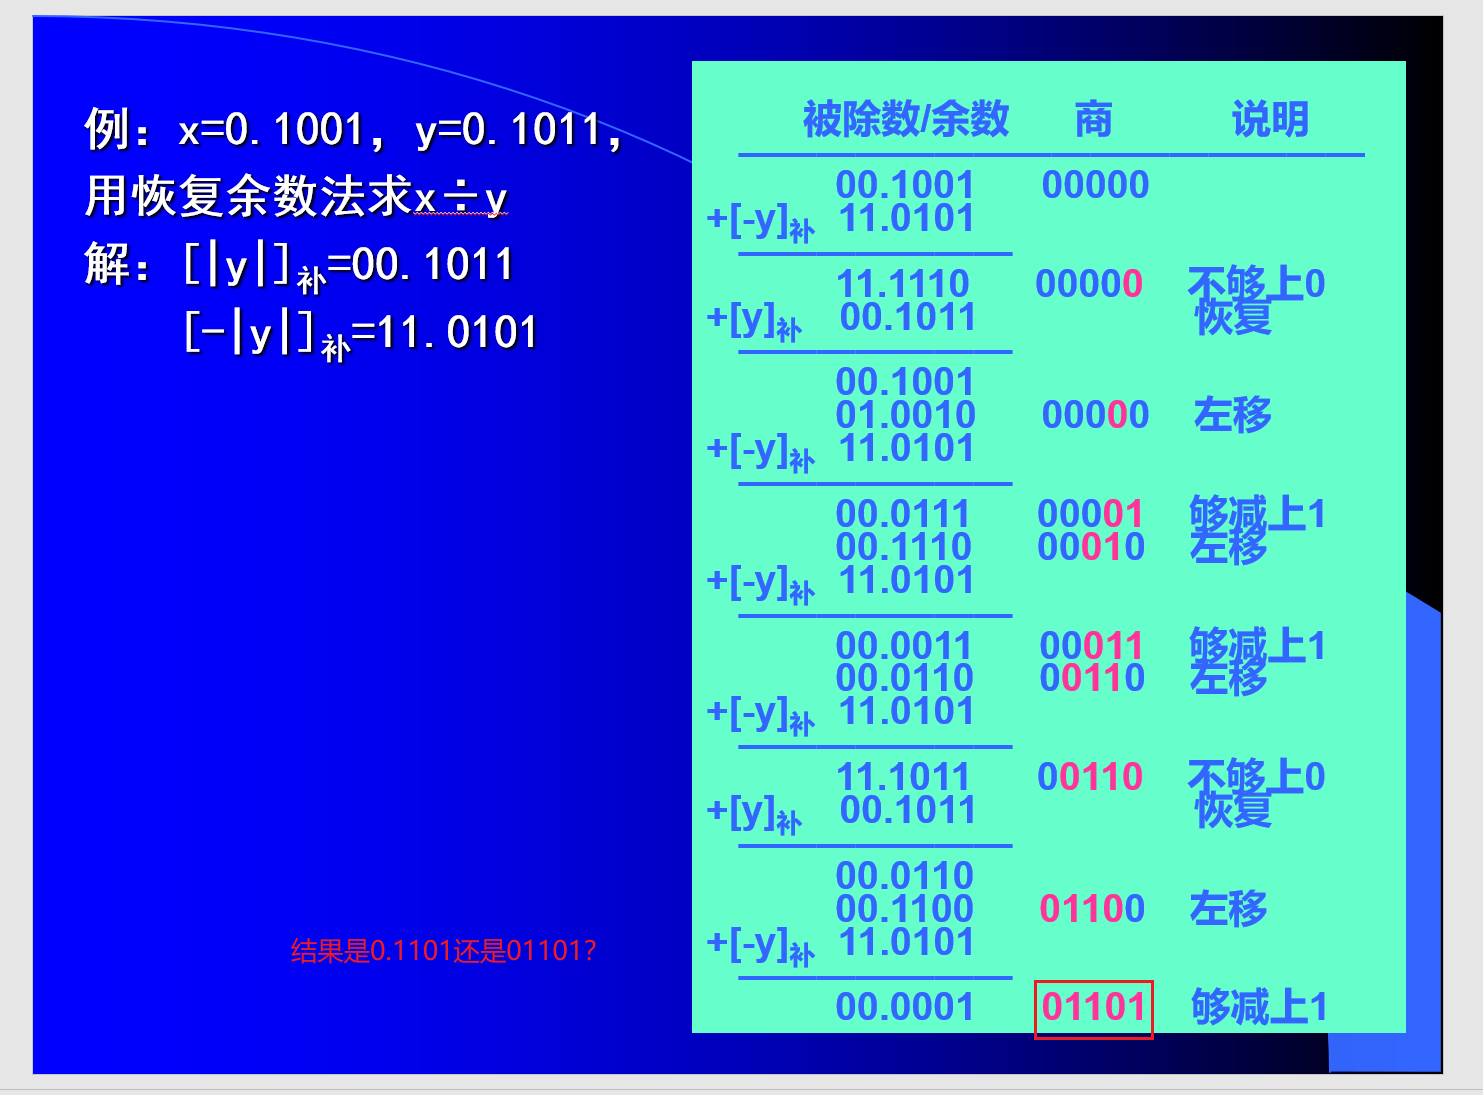 例：x=0.1001，y=0.1011，
用恢复余数法求x÷y
解：[|y|]补=00.1011
[-|y|]补=11.0101
结果是0.1101还是01101？
被除数/余数 商 说明
00.1001 00000
+[-y]补 11.0101
11.1110 00000 不够上0
+[y]补 00.1011 恢复
00.1001
01.0010 00000 左移
+[-y]补 11.0101
00.0111 00001 够减上1
00.1110 00010 左移
+[-y]补 11.0101
00.0011 00011 够减上1
00.0110 00110 左移
+[-y]补 11.0101
11.1011 00110 不够上0
+[y]补 00.1011 恢复
00.0110
00.1100 01100 左移
+[-y]补 11.0101
00.0001 01101 够减上1